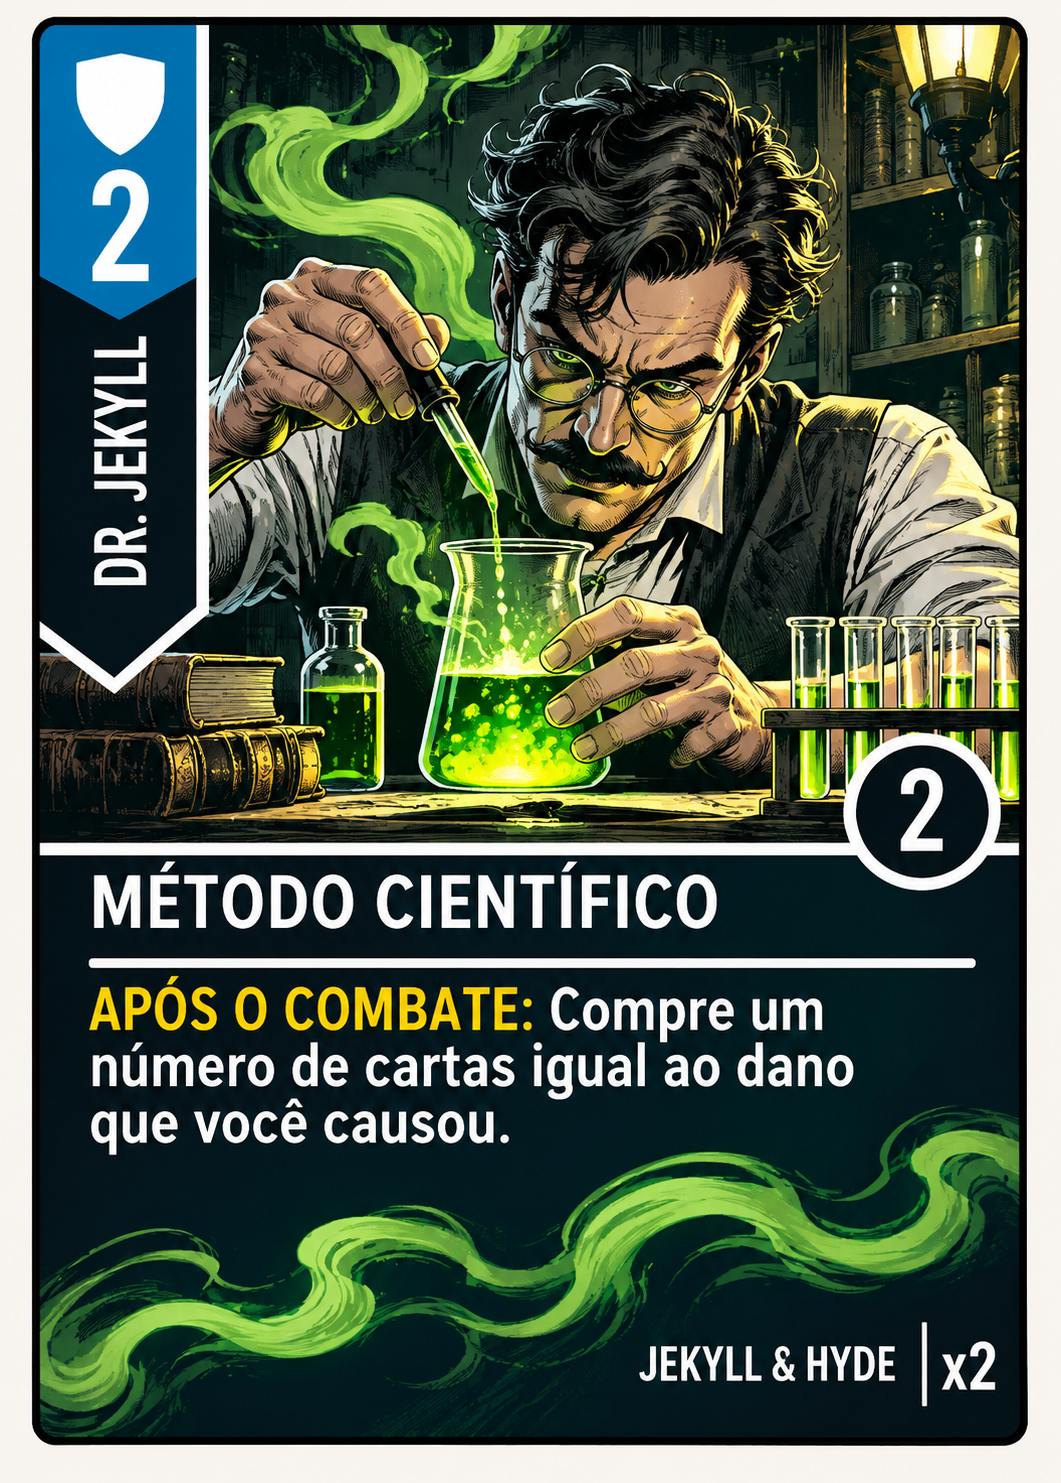 2
DR. JEKYLL
2
MÉTODO CIENTÍFICO
APÓS O COMBATE: Compre um
número de cartas igual ao dano
que você causou.
JEKYLL & HYDE
x2